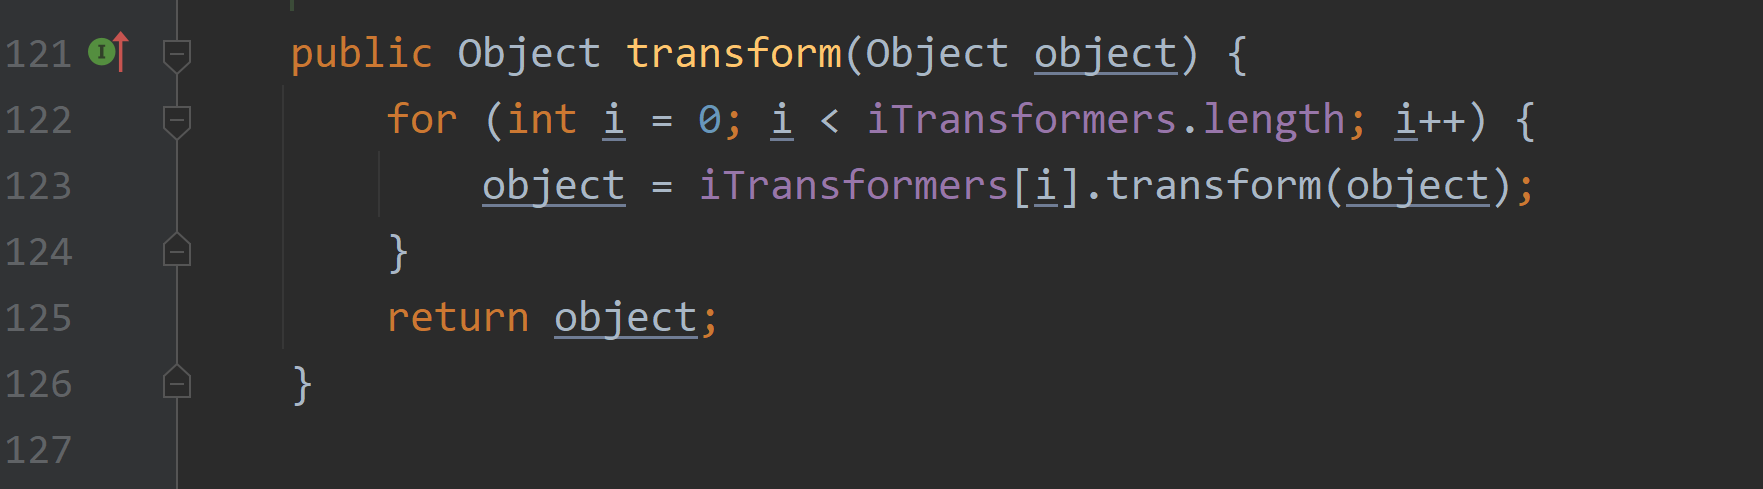 121 I public Object transform(Object object) {
122 for (int i = 0; i < iTransformers.length; i++) {
123 object = iTransformers[i].transform(object);
124 }
125 return object;
126 }
127